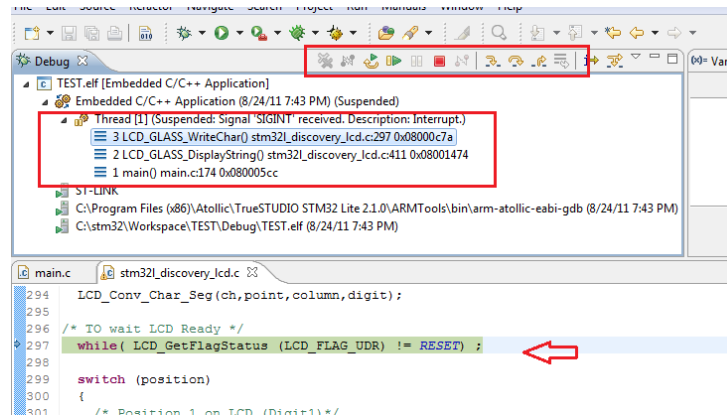 File Edit Source Refactor Navigate Search Project Run Manuals Window Help
Debug
(x)= Var
TEST.elf [Embedded C/C++ Application]
Embedded C/C++ Application (8/24/11 7:43 PM) (Suspended)
Thread [1] (Suspended: Signal 'SIGINT' received. Description: Interrupt.)
3 LCD_GLASS_WriteChar() stm32l_discovery_lcd.c:297 0x08000c7a
2 LCD_GLASS_DisplayString() stm32l_discovery_lcd.c:411 0x08001474
1 main() main.c:174 0x080005cc
ST-LINK
C:\Program Files (x86)\Atollic\TrueSTUDIO STM32 Lite 2.1.0\ARMTools\bin\arm-atollic-eabi-gdb (8/24/11 7:43 PM)
C:\stm32\Workspace\TEST\Debug\TEST.elf (8/24/11 7:43 PM)
main.c stm32l_discovery_lcd.c
294 LCD_Conv_Char_Seg(ch,point,column,digit);
295
296 /* TO wait LCD Ready */
297 while( LCD_GetFlagStatus (LCD_FLAG_UDR) != RESET) ;
298
299 switch (position)
300 {
301 /* Position 1 on LCD (Digit1)*/